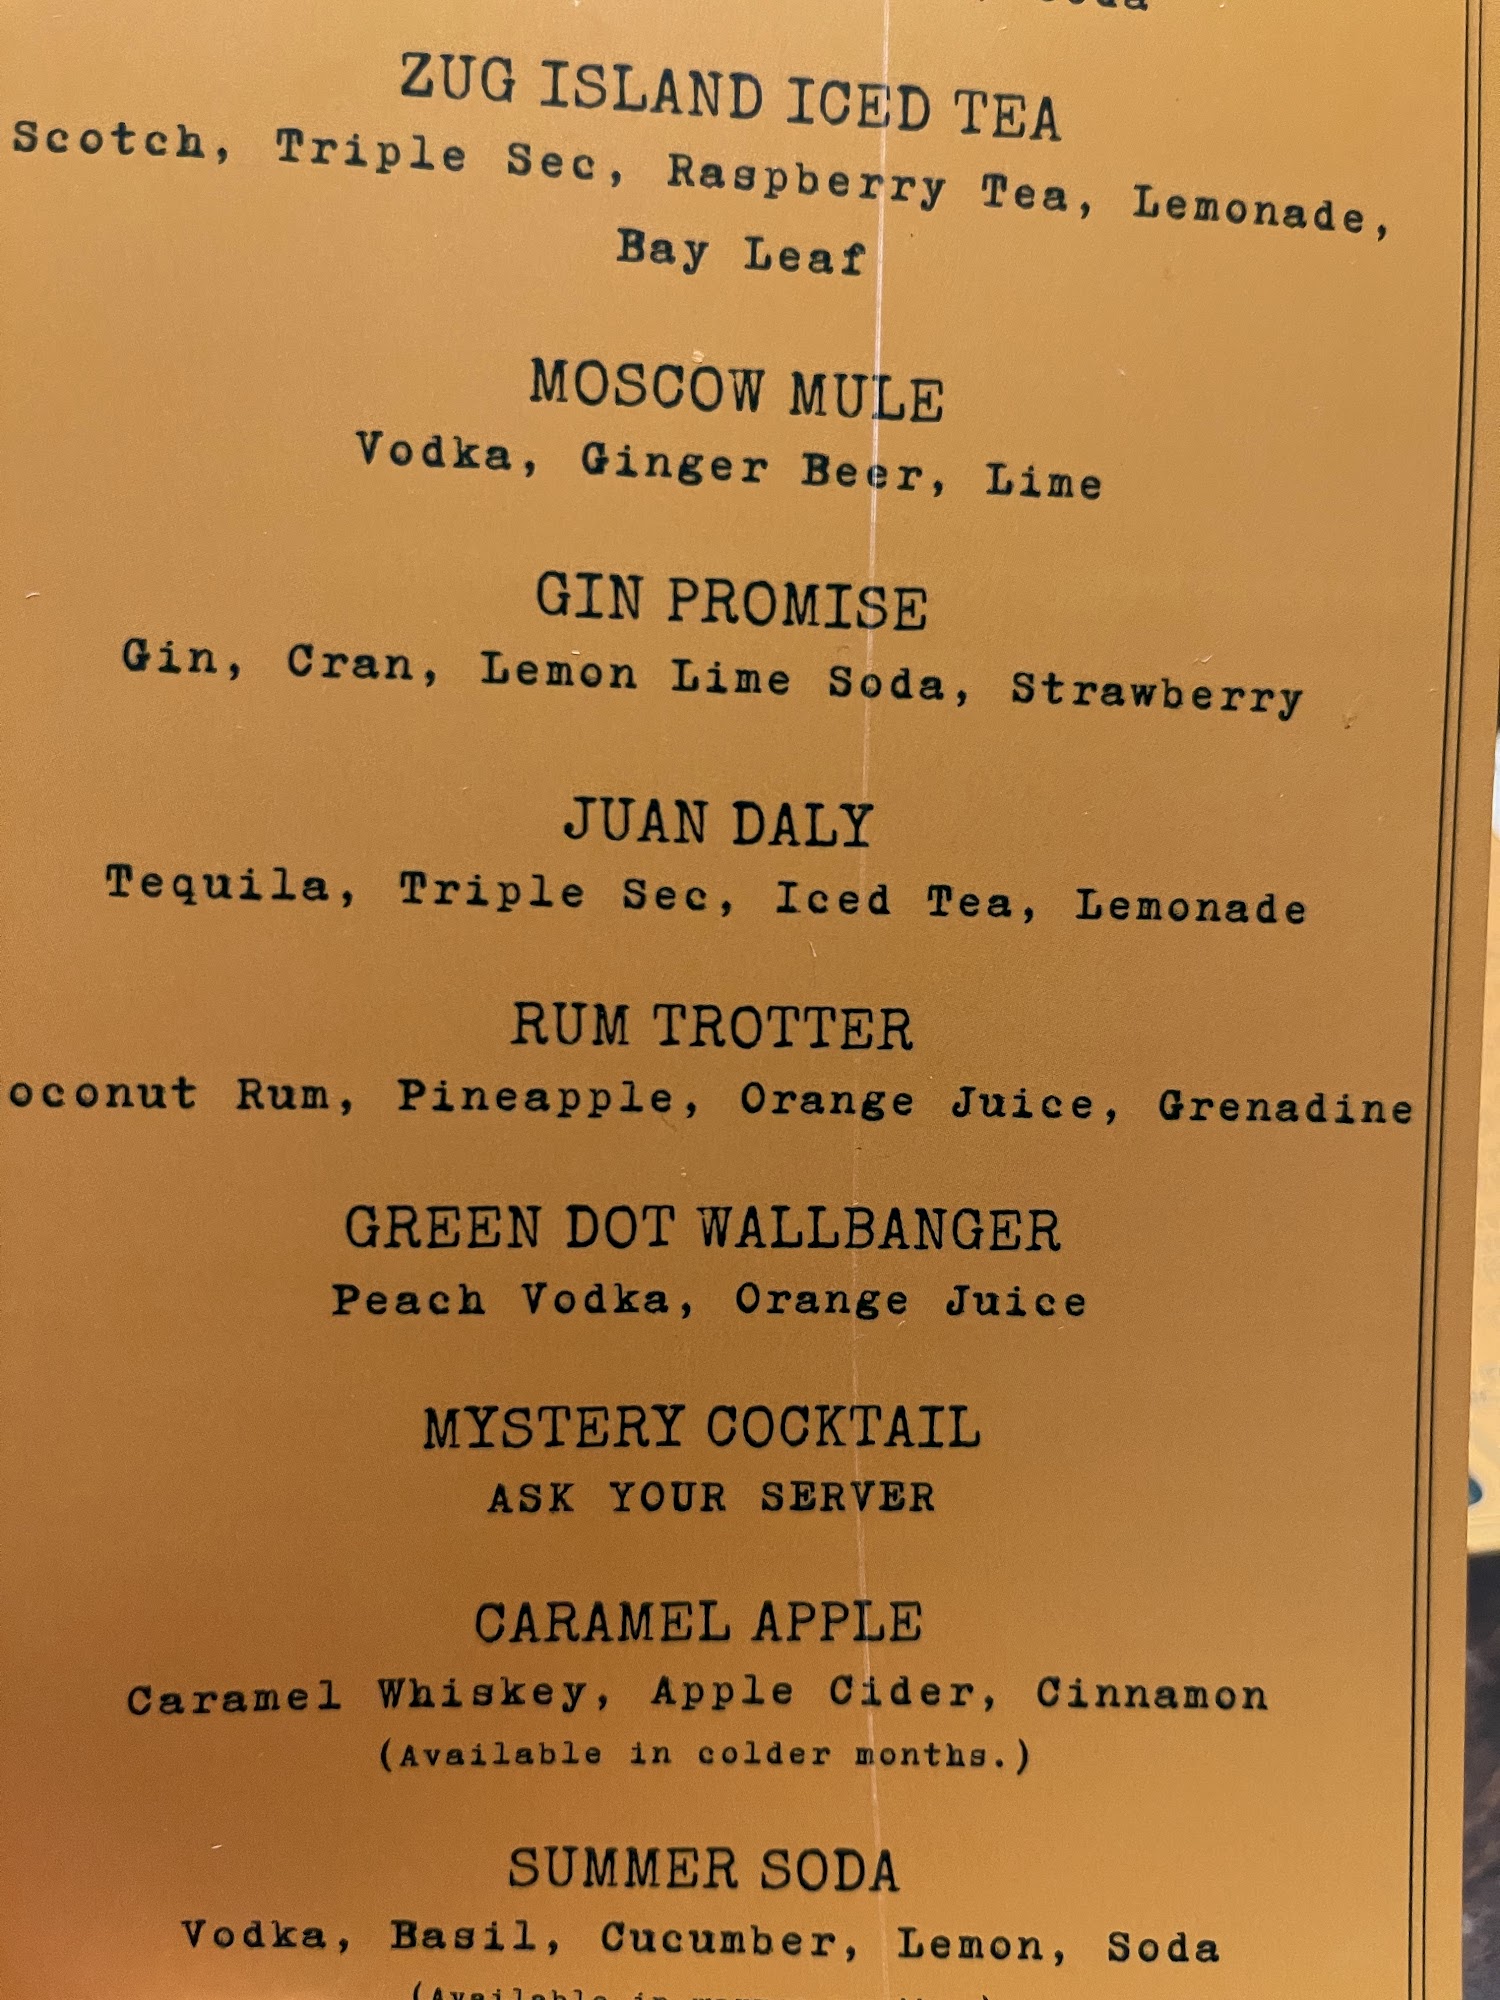 ZUG ISLAND ICED TEA
Scotch, Triple Sec, Raspberry Tea, Lemonade,
Bay Leaf
MOSCOW MULE
Vodka, Ginger Beer, Lime
GIN PROMISE
Gin, Cran, Lemon Lime Soda, Strawberry
JUAN DALY
Tequila, Triple Sec, Iced Tea, Lemonade
RUM TROTTER
oconut Rum, Pineapple, Orange Juice, Grenadine
GREEN DOT WALLBANGER
Peach Vodka, Orange Juice
MYSTERY COCKTAIL
ASK YOUR SERVER
CARAMEL APPLE
Caramel Whiskey, Apple Cider, Cinnamon
(Available in colder months.)
SUMMER SODA
Vodka, Basil, Cucumber, Lemon, Soda
(Available in